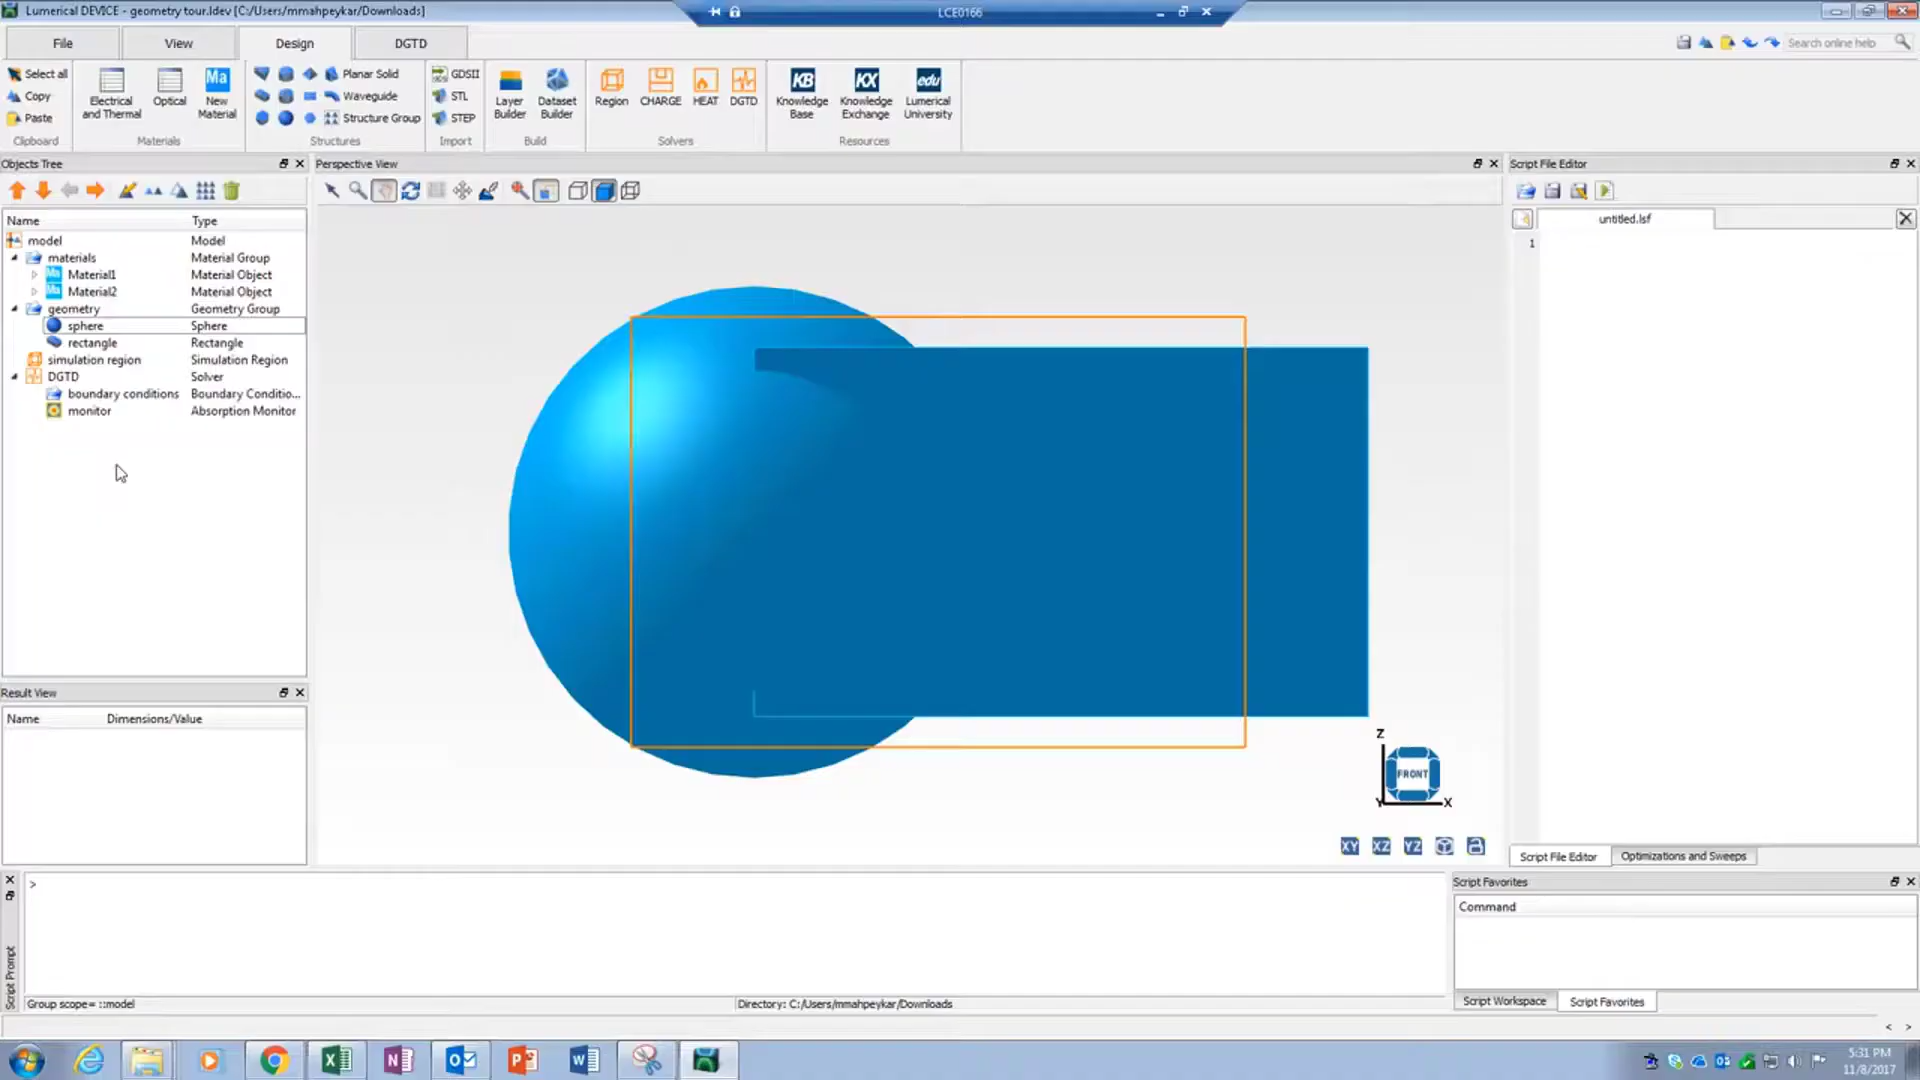 Lumerical DEVICE - geometry tour.ldev [C:/Users/mmahpeykar/Downloads]
LCE0166
File View Design DGTD
Search online help
Select all
Copy
Paste
Clipboard
Electrical and Thermal
Optical
Ma
New Material
Materials
Planar Solid
Waveguide
Structure Group
Structures
GDSII
STL
STEP
Import
Layer Builder
Dataset Builder
Build
Region
CHARGE
HEAT
DGTD
Solvers
KB
Knowledge Base
KX
Knowledge Exchange
edu
Lumerical University
Resources
Objects Tree
Perspective View
Script File Editor
Name Type
model Model
materials Material Group
Ma Material1 Material Object
Ma Material2 Material Object
geometry Geometry Group
sphere Sphere
rectangle Rectangle
simulation region Simulation Region
DGTD Solver
boundary conditions Boundary Conditio...
monitor Absorption Monitor
untitled.lsf
1
Z
FRONT
Y X
XY XZ YZ
Result View
Name Dimensions/Value
Script File Editor Optimizations and Sweeps
Script Prompt
>
Group scope= ::model
Directory: C:/Users/mmahpeykar/Downloads
Script Favorites
Command
Script Workspace Script Favorites
5:31 PM
11/8/2017